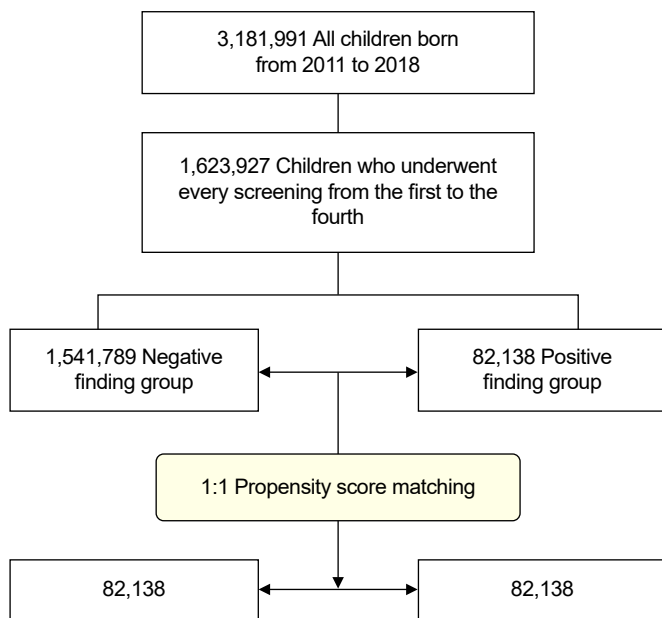 3,181,991 All children born
from 2011 to 2018
1,623,927 Children who underwent
every screening from the first to the
fourth
1,541,789 Negative
finding group
82,138 Positive
finding group
1:1 Propensity score matching
82,138
82,138